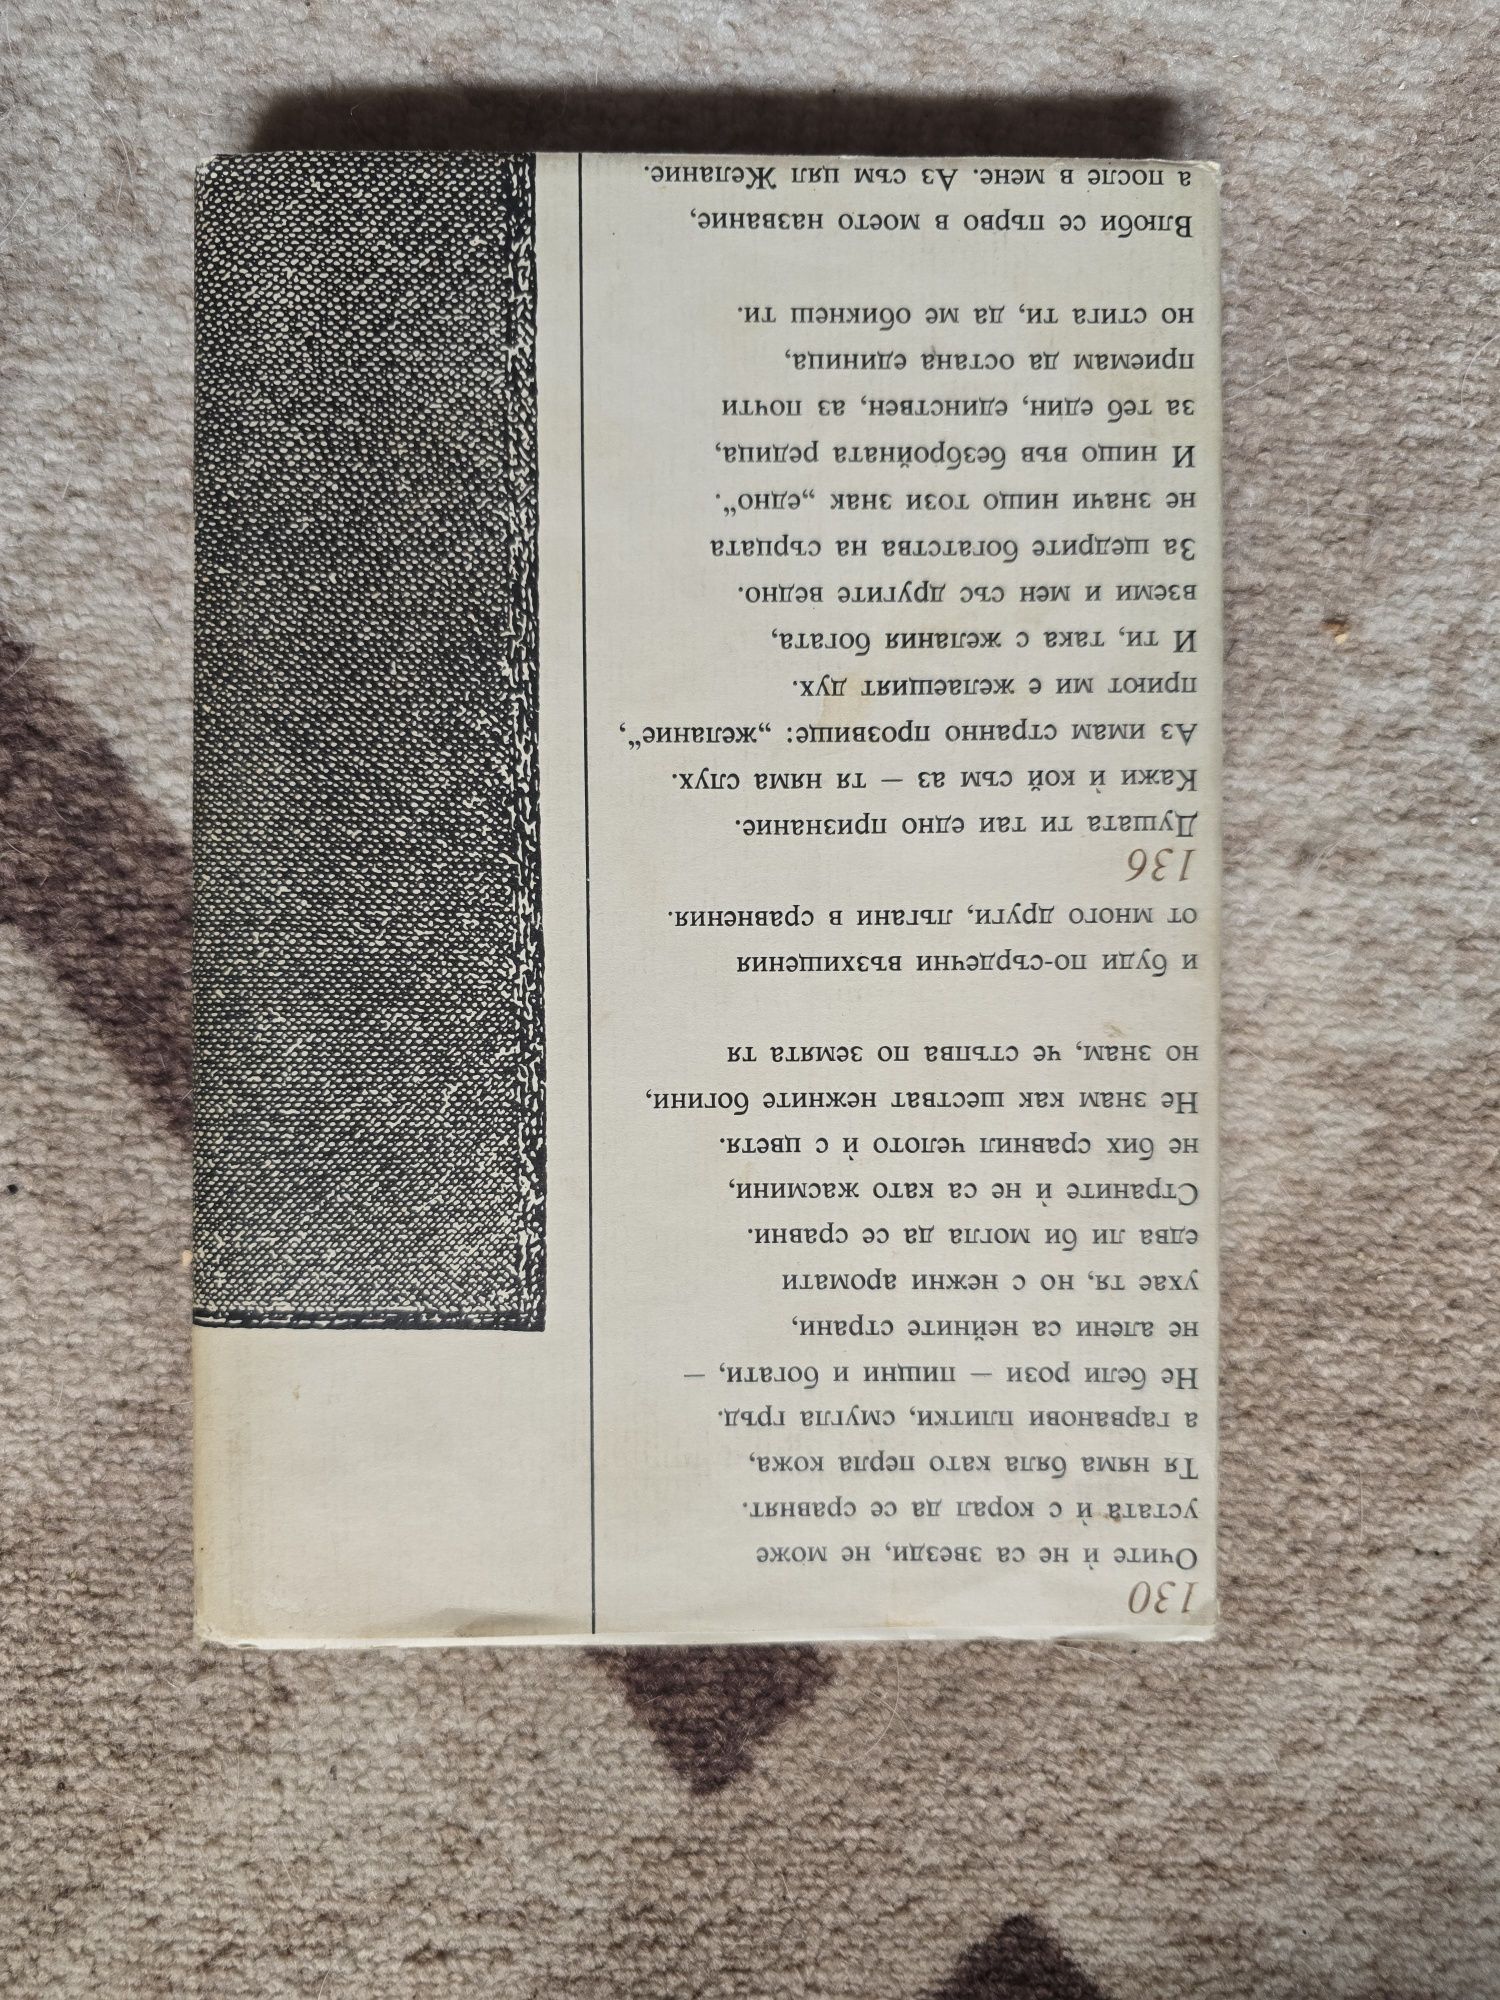 130
Очите ѝ не са звезди, не може
устата ѝ с корал да се сравнят.
Тя няма бяла като перла кожа,
а гарванови плитки, смугла гръд.
Не бели рози — пищни и богати, —
не алени са нейните страни,
ухае тя, но с нежни аромати
едва ли би могла да се сравни.
Страните ѝ не са като жасмини,
не бих сравнил челото ѝ с цветя.
Не знам как шестват нежните богини,
но знам, че стъпва по земята тя
и буди по-сърдечни възхищения
от много други, лъгани в сравнения.
136
Душата ти таи едно признание.
Кажи ѝ кой съм аз — тя няма слух.
Аз имам странно прозвище: „желание“,
приют ми е желаещият дух.
И ти, така с желания богата,
вземи и мен със другите ведно.
За щедрите богатства на сърцата
не значи нищо този знак „едно“.
И нищо във безбройната редица,
за теб един, единствен, аз почти
приемам да остана единица,
но стига ти, да ме обикнеш ти.
Влюби се първо в моето название,
а после в мене. Аз съм цял Желание.